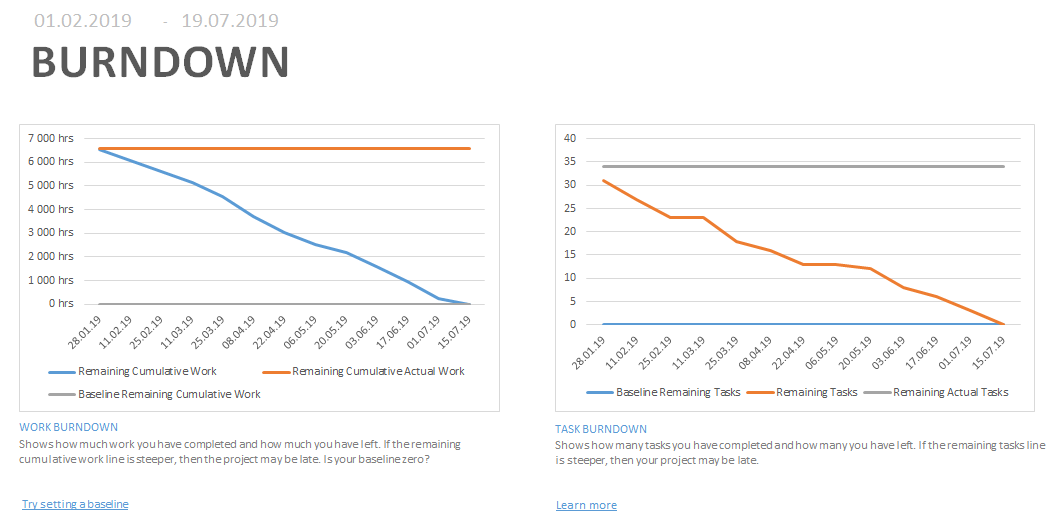 01.02.2019 - 19.07.2019
BURNDOWN
7 000 hrs
6 000 hrs
5 000 hrs
4 000 hrs
3 000 hrs
2 000 hrs
1 000 hrs
0 hrs
28.01.19
11.02.19
25.02.19
11.03.19
25.03.19
08.04.19
22.04.19
06.05.19
20.05.19
03.06.19
17.06.19
01.07.19
15.07.19
Remaining Cumulative Work
Remaining Cumulative Actual Work
Baseline Remaining Cumulative Work
WORK BURNDOWN
Shows how much work you have completed and how much you have left. If the remaining
cumulative work line is steeper, then the project may be late. Is your baseline zero?
Try setting a baseline
40
35
30
25
20
15
10
5
0
28.01.19
11.02.19
25.02.19
11.03.19
25.03.19
08.04.19
22.04.19
06.05.19
20.05.19
03.06.19
17.06.19
01.07.19
15.07.19
Baseline Remaining Tasks
Remaining Tasks
Remaining Actual Tasks
TASK BURNDOWN
Shows how many tasks you have completed and how many you have left. If the remaining tasks line
is steeper, then your project may be late.
Learn more